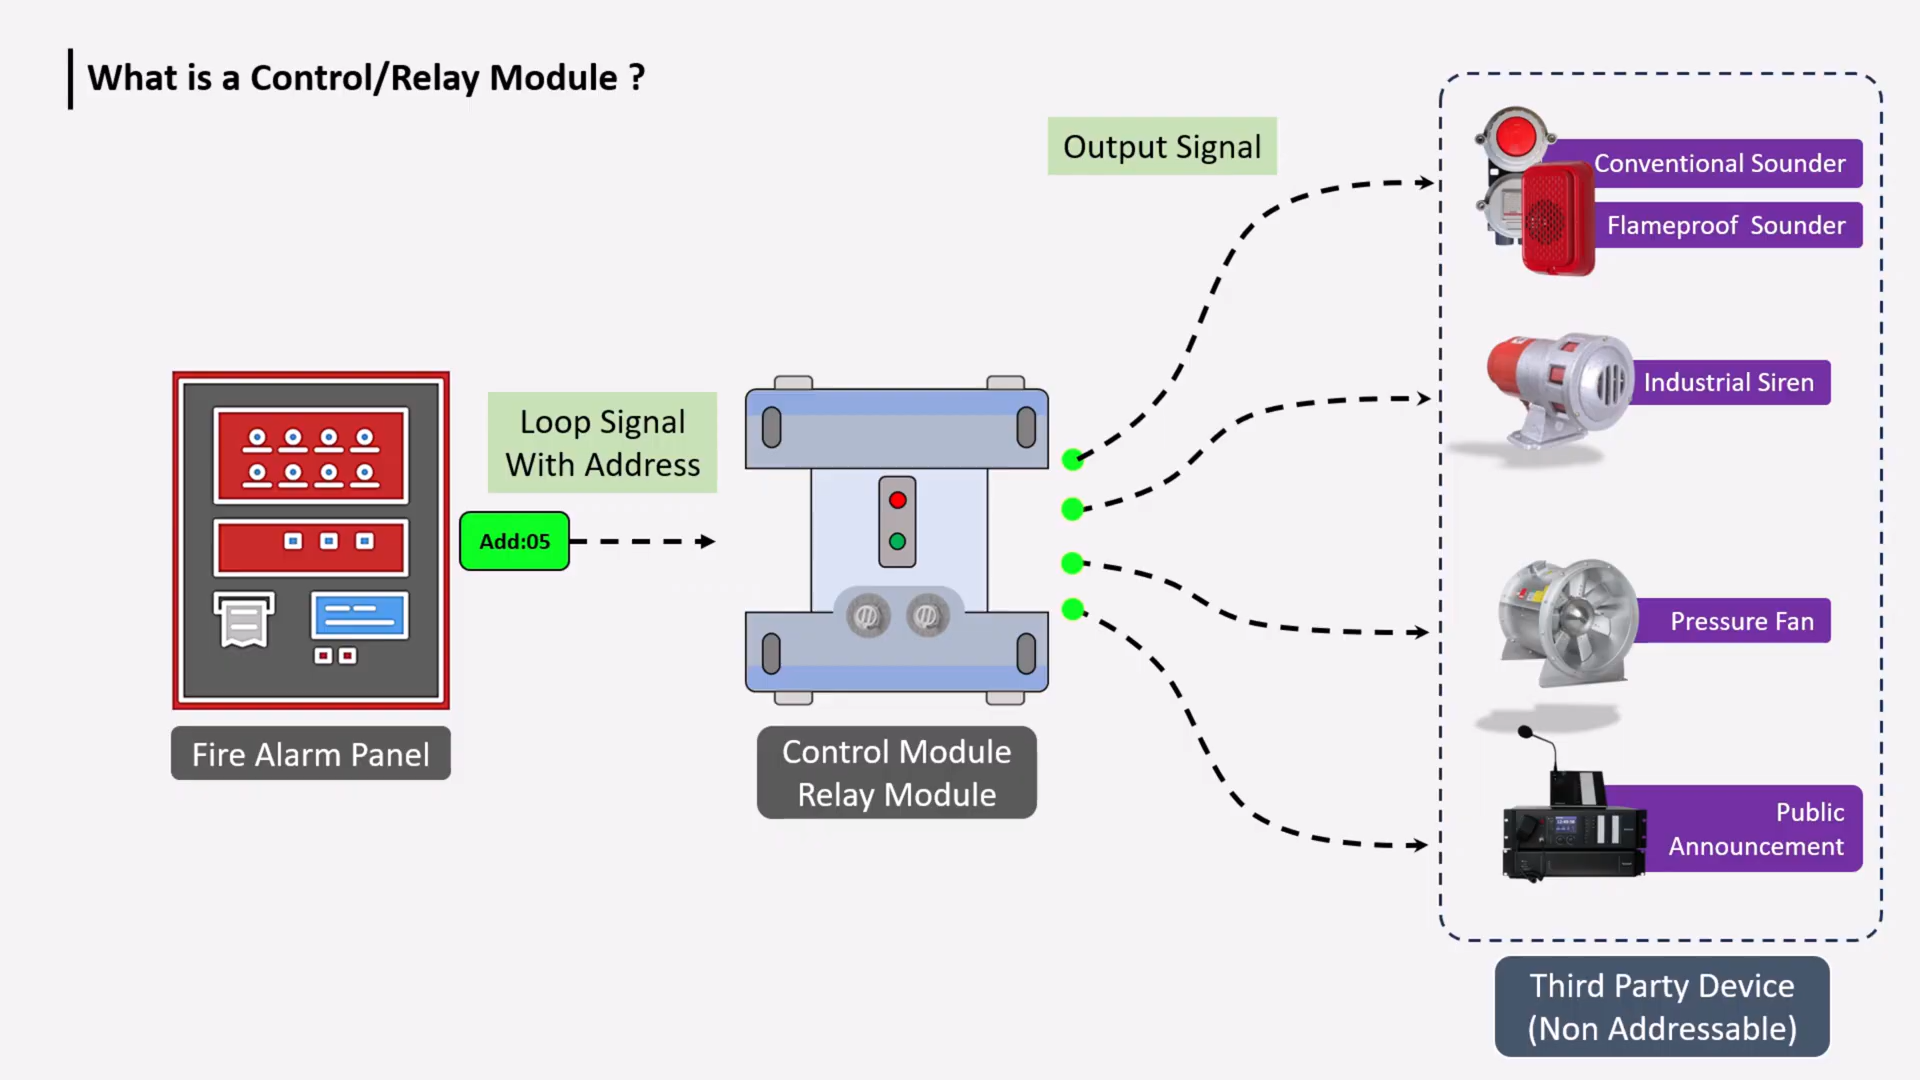 What is a Control/Relay Module ?
Output Signal
Conventional Sounder
Flameproof  Sounder
Loop Signal
With Address
Industrial Siren
Add:05
Pressure Fan
Fire Alarm Panel
Control Module
Relay Module
Public
Announcement
Third Party Device
(Non Addressable)